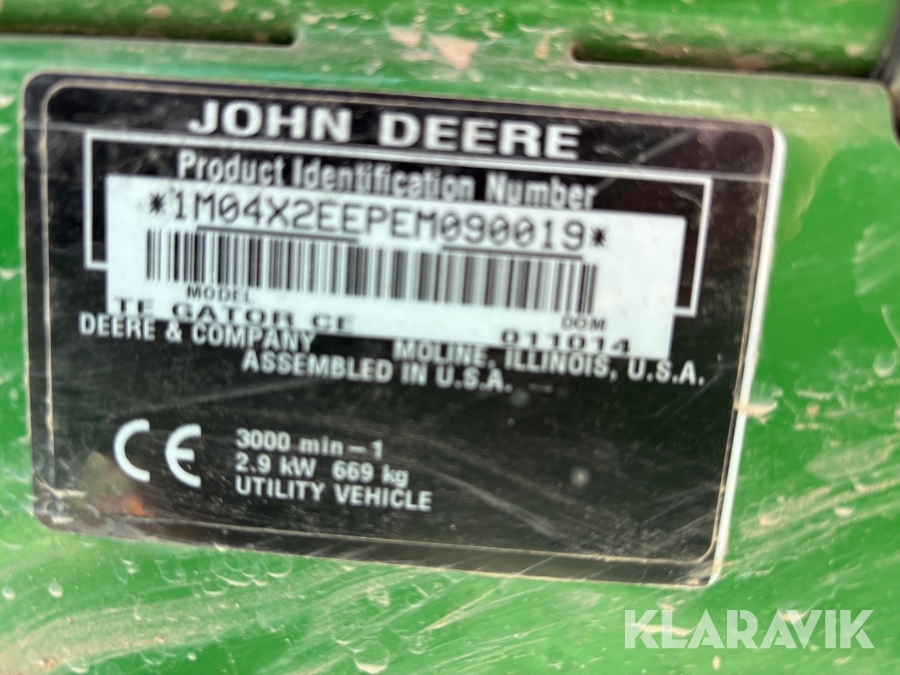 JOHN DEERE
Product Identification Number
*1M04X2EEPEM090019*
MODEL DOM
TE GATOR CE 011014
DEERE & COMPANY MOLINE, ILLINOIS, U.S.A.
ASSEMBLED IN U.S.A.
CE 3000 min-1
2.9 kW 669 kg
UTILITY VEHICLE
KLARAVIK